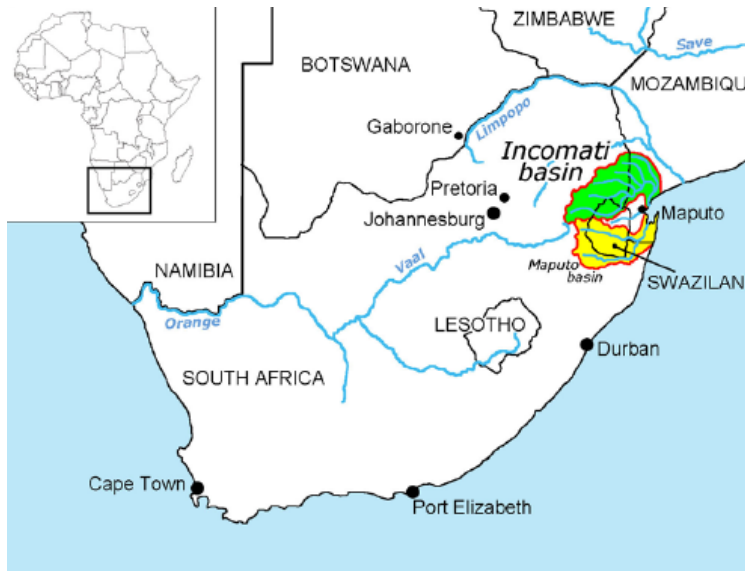 ZIMBABWE
Save
BOTSWANA
MOZAMBIQU
Limpopo
Gaborone
Incomati
basin
Pretoria
Johannesburg
Maputo
Vaal
NAMIBIA
Maputo
basin
SWAZILAN
Orange
LESOTHO
Durban
SOUTH AFRICA
Cape Town
Port Elizabeth